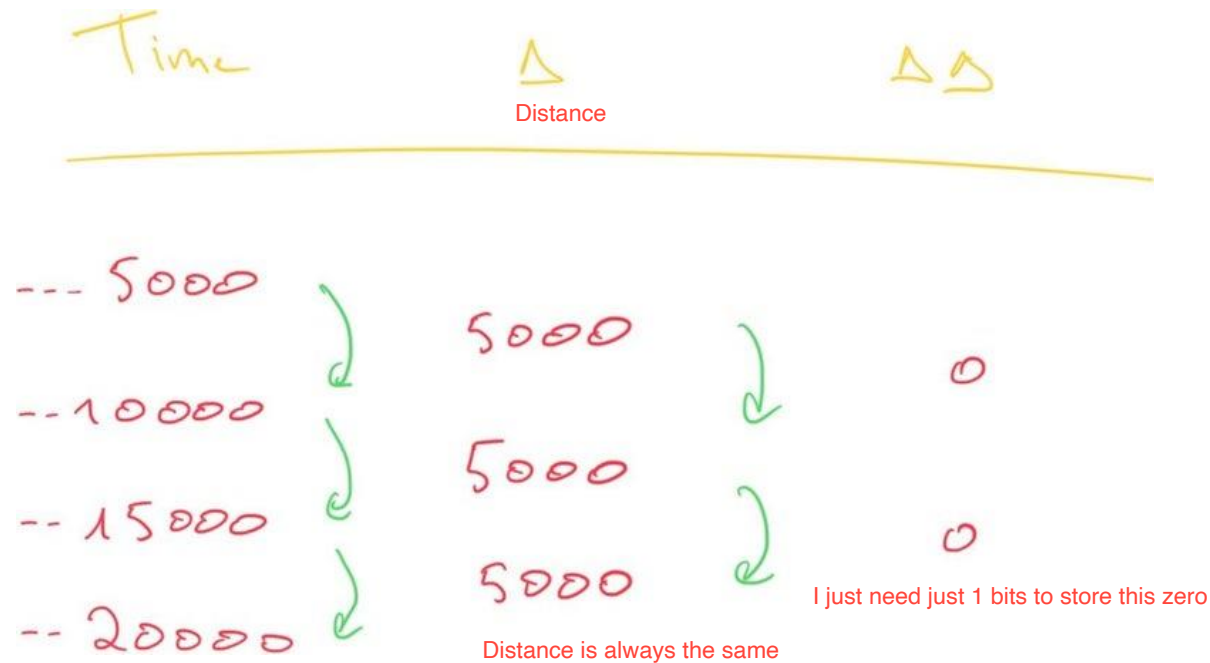 Time Δ ΔΔ
Distance
--- 5000
5000
0
--10000
5000
--15000
0
5000
I just need just 1 bits to store this zero
--20000
Distance is always the same